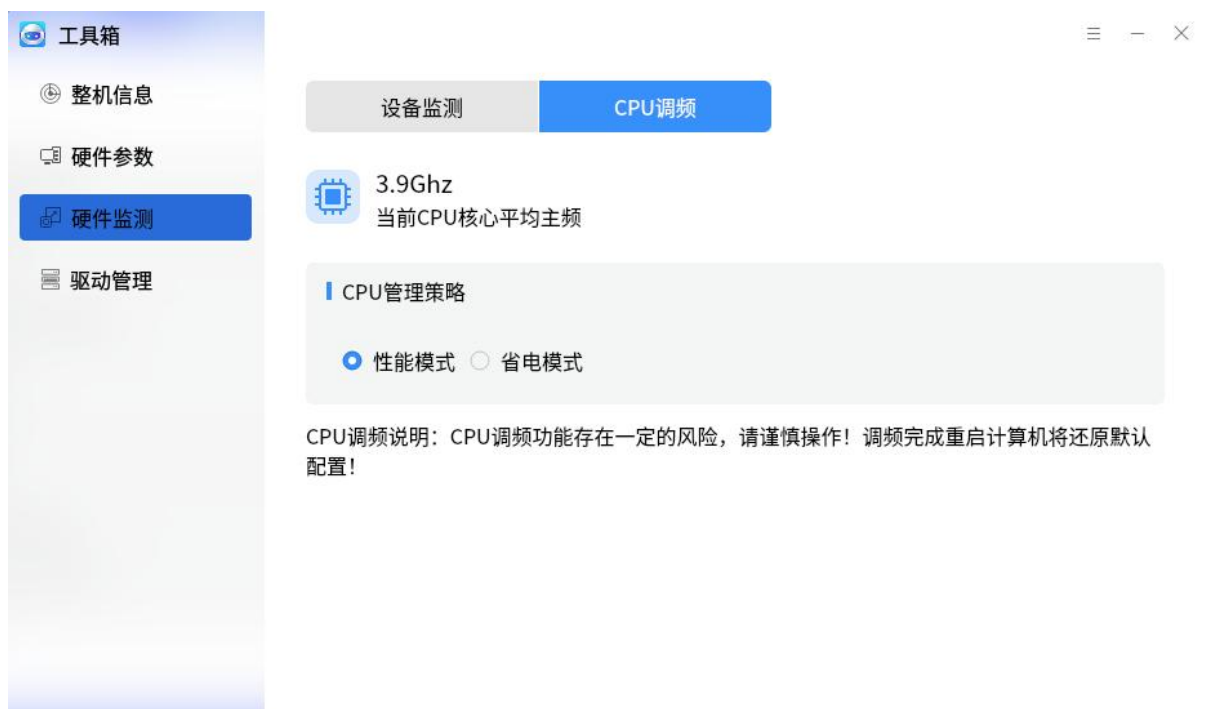 工具箱
整机信息
硬件参数
硬件监测
驱动管理
设备监测 CPU调频
3.9Ghz
当前CPU核心平均主频
CPU管理策略
性能模式 省电模式
CPU调频说明：CPU调频功能存在一定的风险，请谨慎操作！调频完成重启计算机将还原默认
配置！